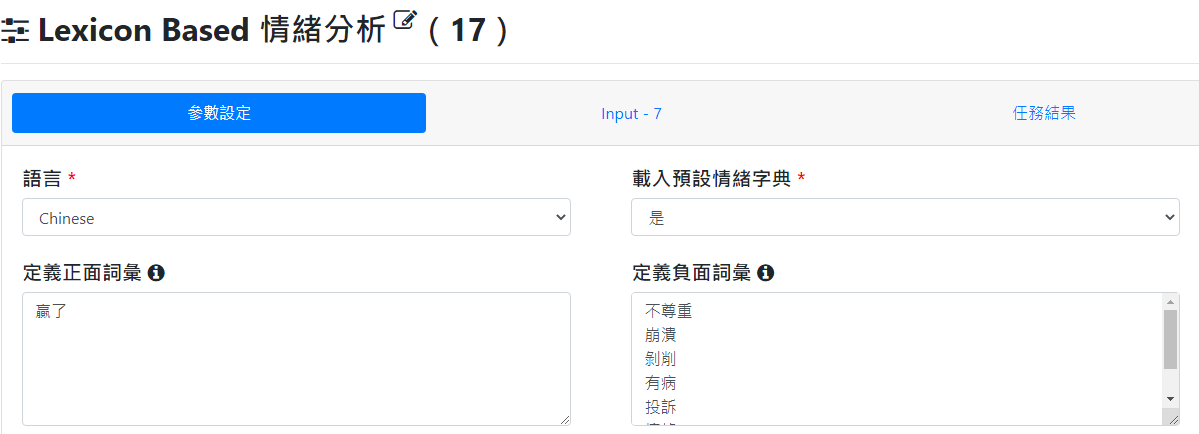 Lexicon Based 情緒分析 ( 17 )
參數設定 Input - 7 任務結果
語言 * 載入預設情緒字典 *
Chinese 是
定義正面詞彙 定義負面詞彙
贏了 不尊重
崩潰
剝削
有病
投訴